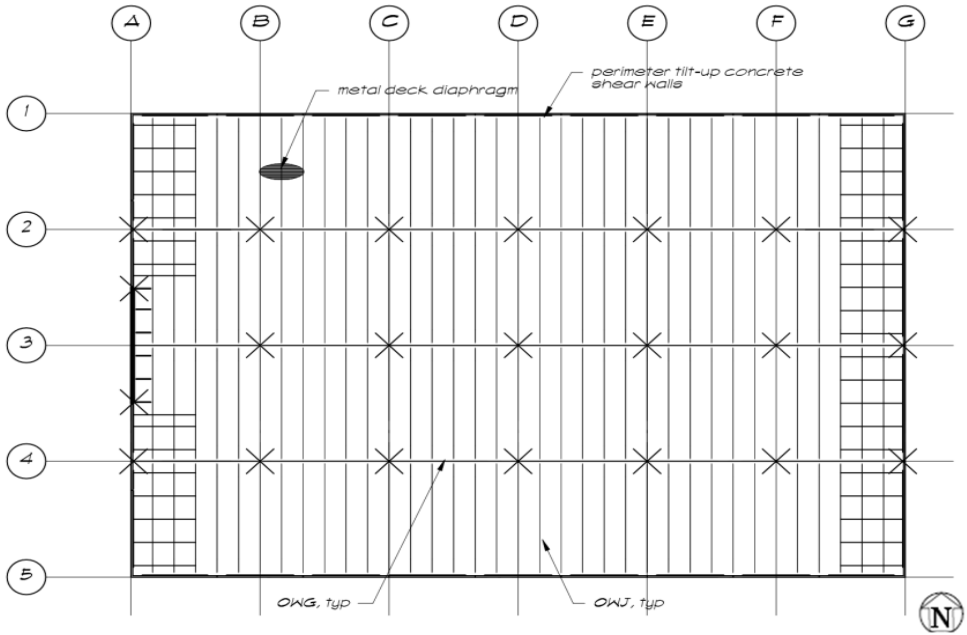 A B C D E F G
perimeter tilt-up concrete
shear walls
metal deck diaphragm
1
2
3
4
5
OWG, typ
OWJ, typ
N